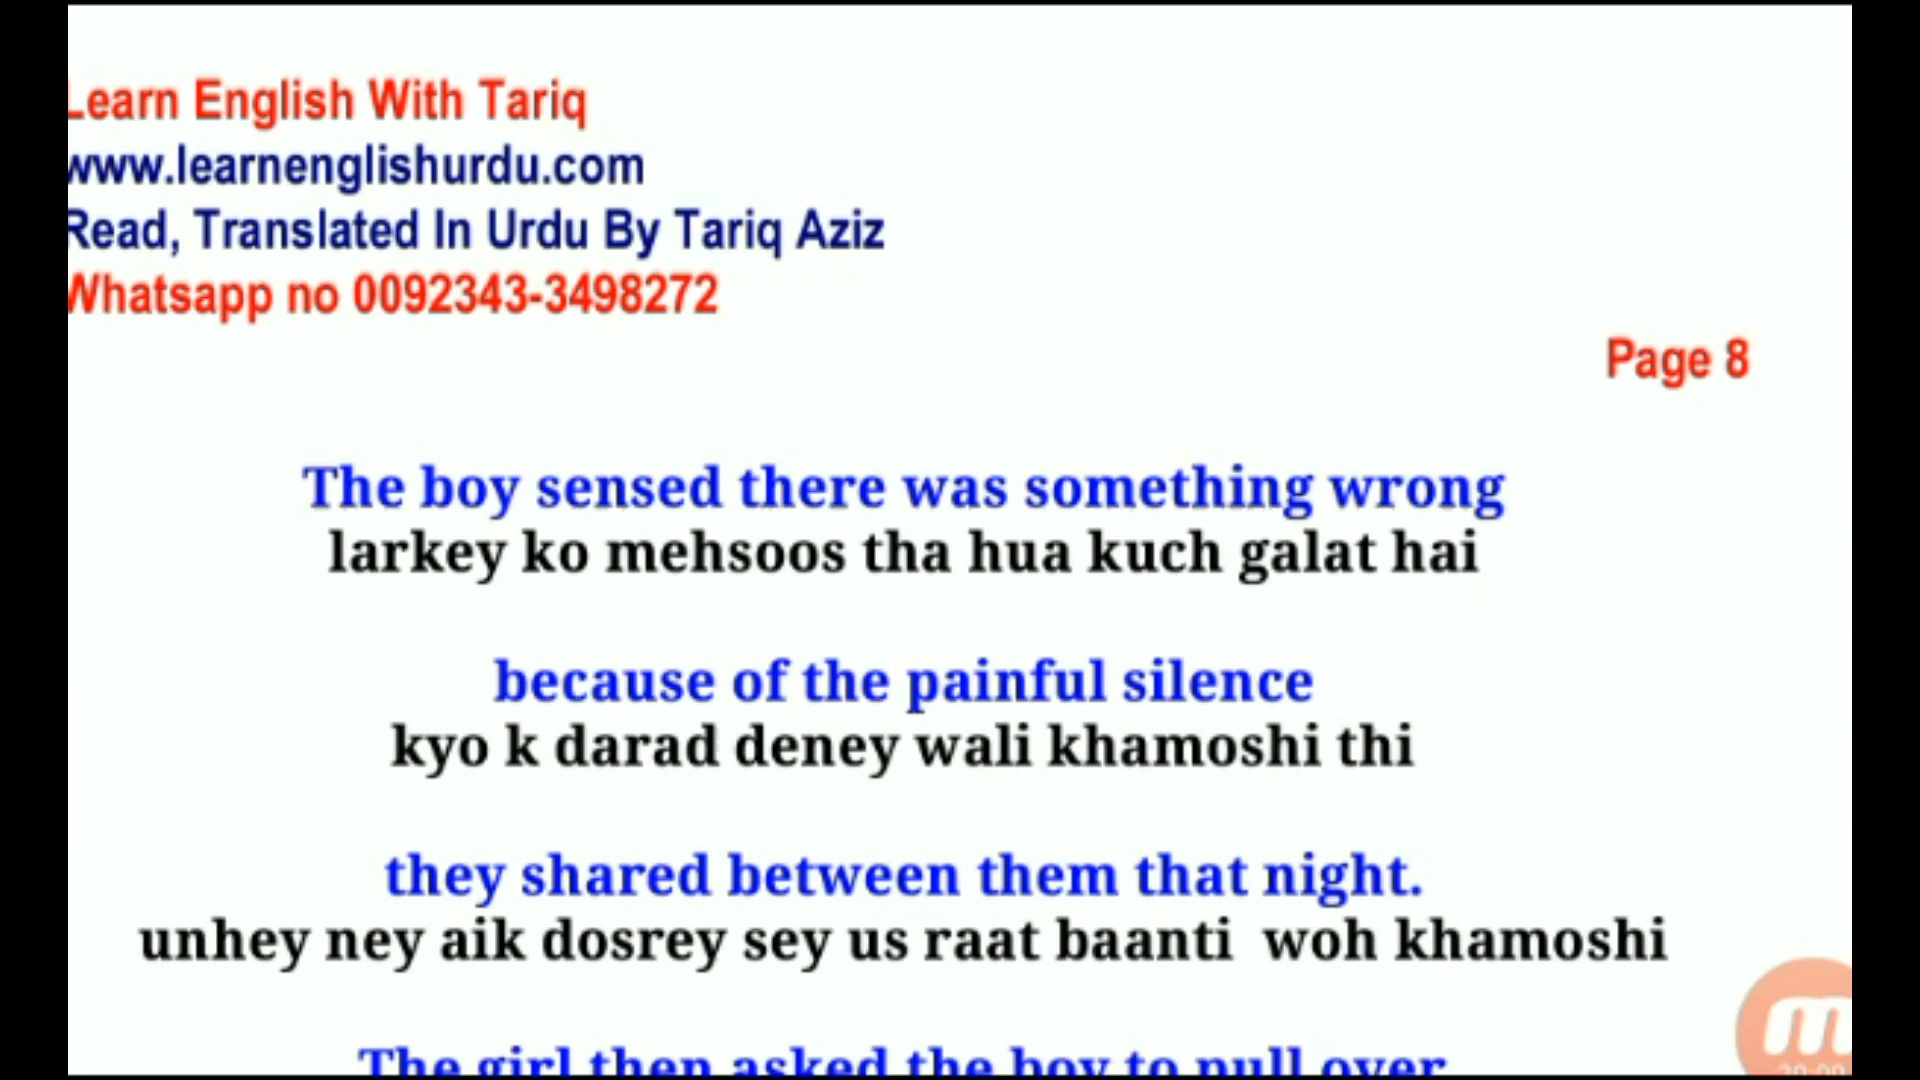 Learn English With Tariq
www.learnenglishurdu.com
Read, Translated In Urdu By Tariq Aziz
Whatsapp no 0092343-3498272
Page 8
The boy sensed there was something wrong
larkey ko mehsoos tha hua kuch galat hai
because of the painful silence
kyo k darad deney wali khamoshi thi
they shared between them that night.
unhey ney aik dosrey sey us raat baanti woh khamoshi
The girl then asked the boy to pull over